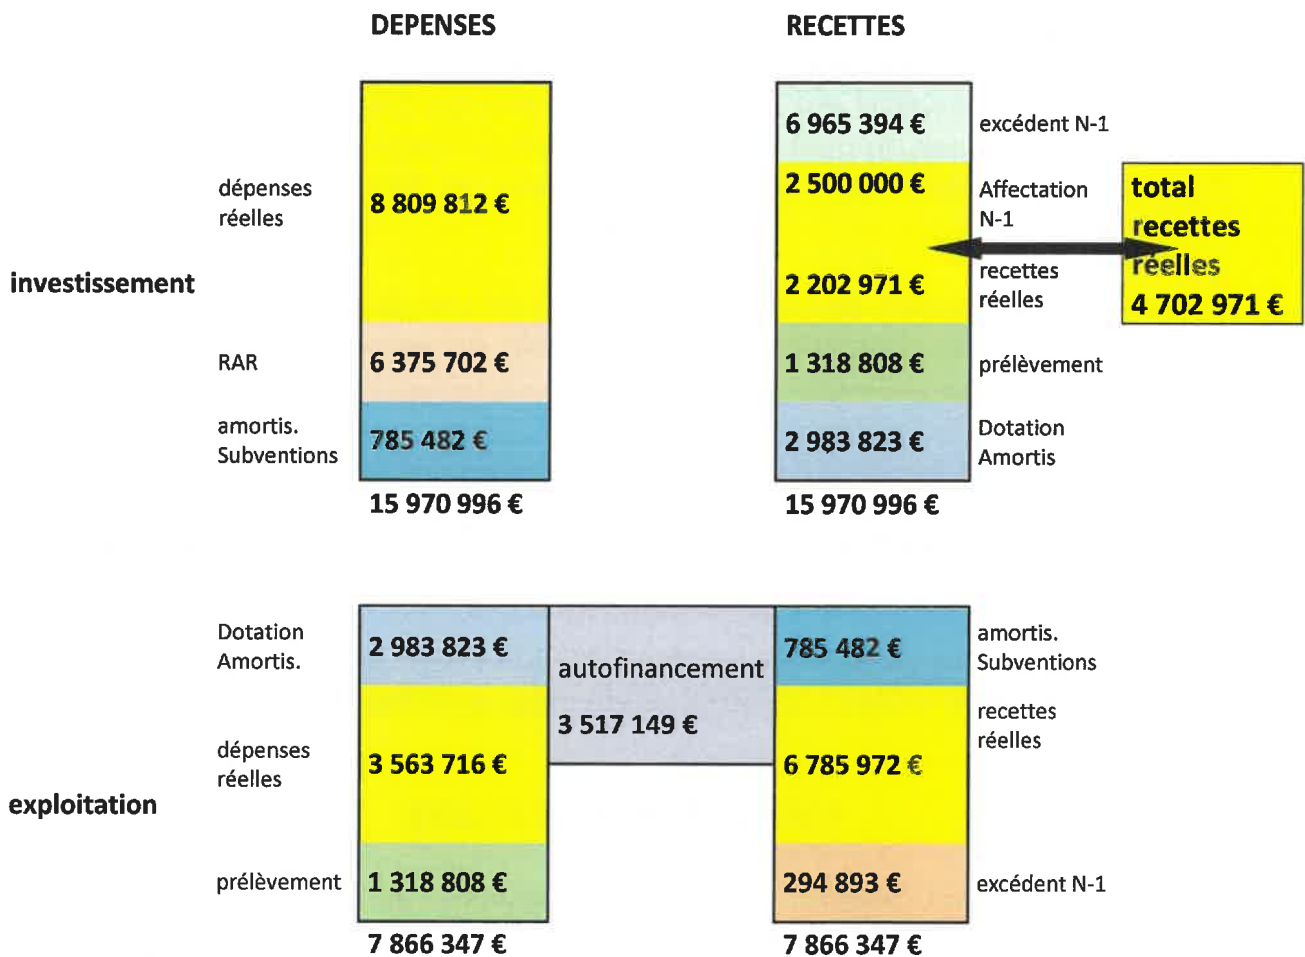 DEPENSES
RECETTES
6 965 394 €
excédent N-1
dépenses
réelles
8 809 812 €
2 500 000 €
Affectation
N-1
total
recettes
réelles
4 702 971 €
investissement
2 202 971 €
recettes
réelles
RAR
6 375 702 €
1 318 808 €
prélèvement
amortis.
Subventions
785 482 €
2 983 823 €
Dotation
Amortis
15 970 996 €
15 970 996 €
Dotation
Amortis.
2 983 823 €
autofinancement
3 517 149 €
785 482 €
amortis.
Subventions
recettes
réelles
dépenses
réelles
3 563 716 €
6 785 972 €
exploitation
prélèvement
1 318 808 €
294 893 €
excédent N-1
7 866 347 €
7 866 347 €